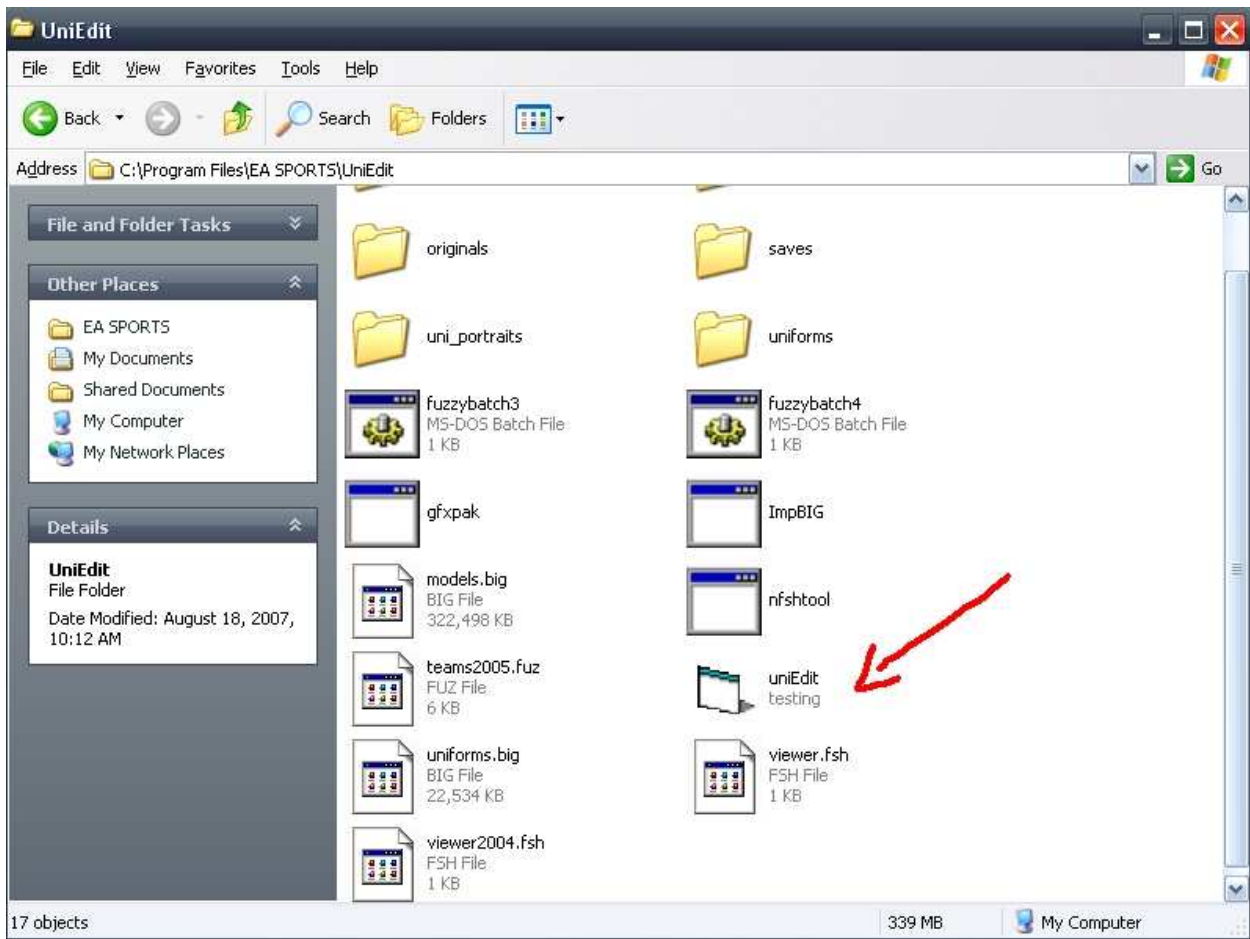 UniEdit
File Edit View Favorites Tools Help
Back Search Folders
Address C:\Program Files\EA SPORTS\UniEdit Go
File and Folder Tasks
Other Places
EA SPORTS
My Documents
Shared Documents
My Computer
My Network Places
Details
UniEdit
File Folder
Date Modified: August 18, 2007,
10:12 AM
originals
saves
uni_portraits
uniforms
fuzzybatch3
MS-DOS Batch File
1 KB
fuzzybatch4
MS-DOS Batch File
1 KB
gfxpak
ImpBIG
models.big
BIG File
322,498 KB
nfshtool
teams2005.fuz
FUZ File
6 KB
uniEdit
testing
uniforms.big
BIG File
22,534 KB
viewer.fsh
FSH File
1 KB
viewer2004.fsh
FSH File
1 KB
17 objects 339 MB My Computer